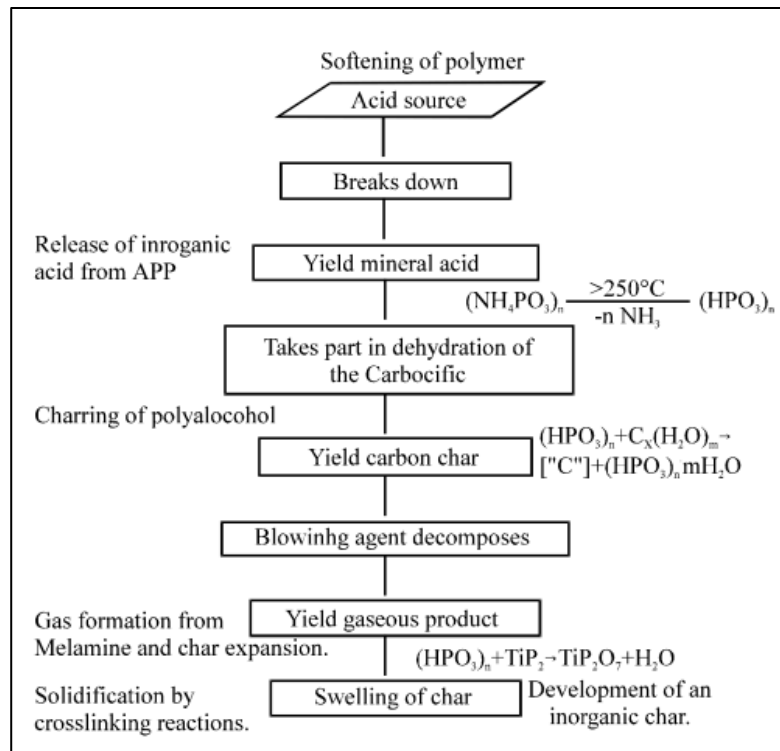 Softening of polymer
Acid source
Breaks down
Release of inroganic
acid from APP
Yield mineral acid
(NH₄PO₃)ₙ >250°C -n NH₃ (HPO₃)ₙ
Takes part in dehydration of
the Carbocific
Charring of polyalocohol
Yield carbon char
(HPO₃)ₙ+Cₓ(H₂O)ₘ→
["C"]+(HPO₃)ₙmH₂O
Blowinhg agent decomposes
Gas formation from
Melamine and char expansion.
Yield gaseous product
(HPO₃)ₙ+TiP₂→TiP₂O₇+H₂O
Solidification by
crosslinking reactions.
Swelling of char
Development of an
inorganic char.